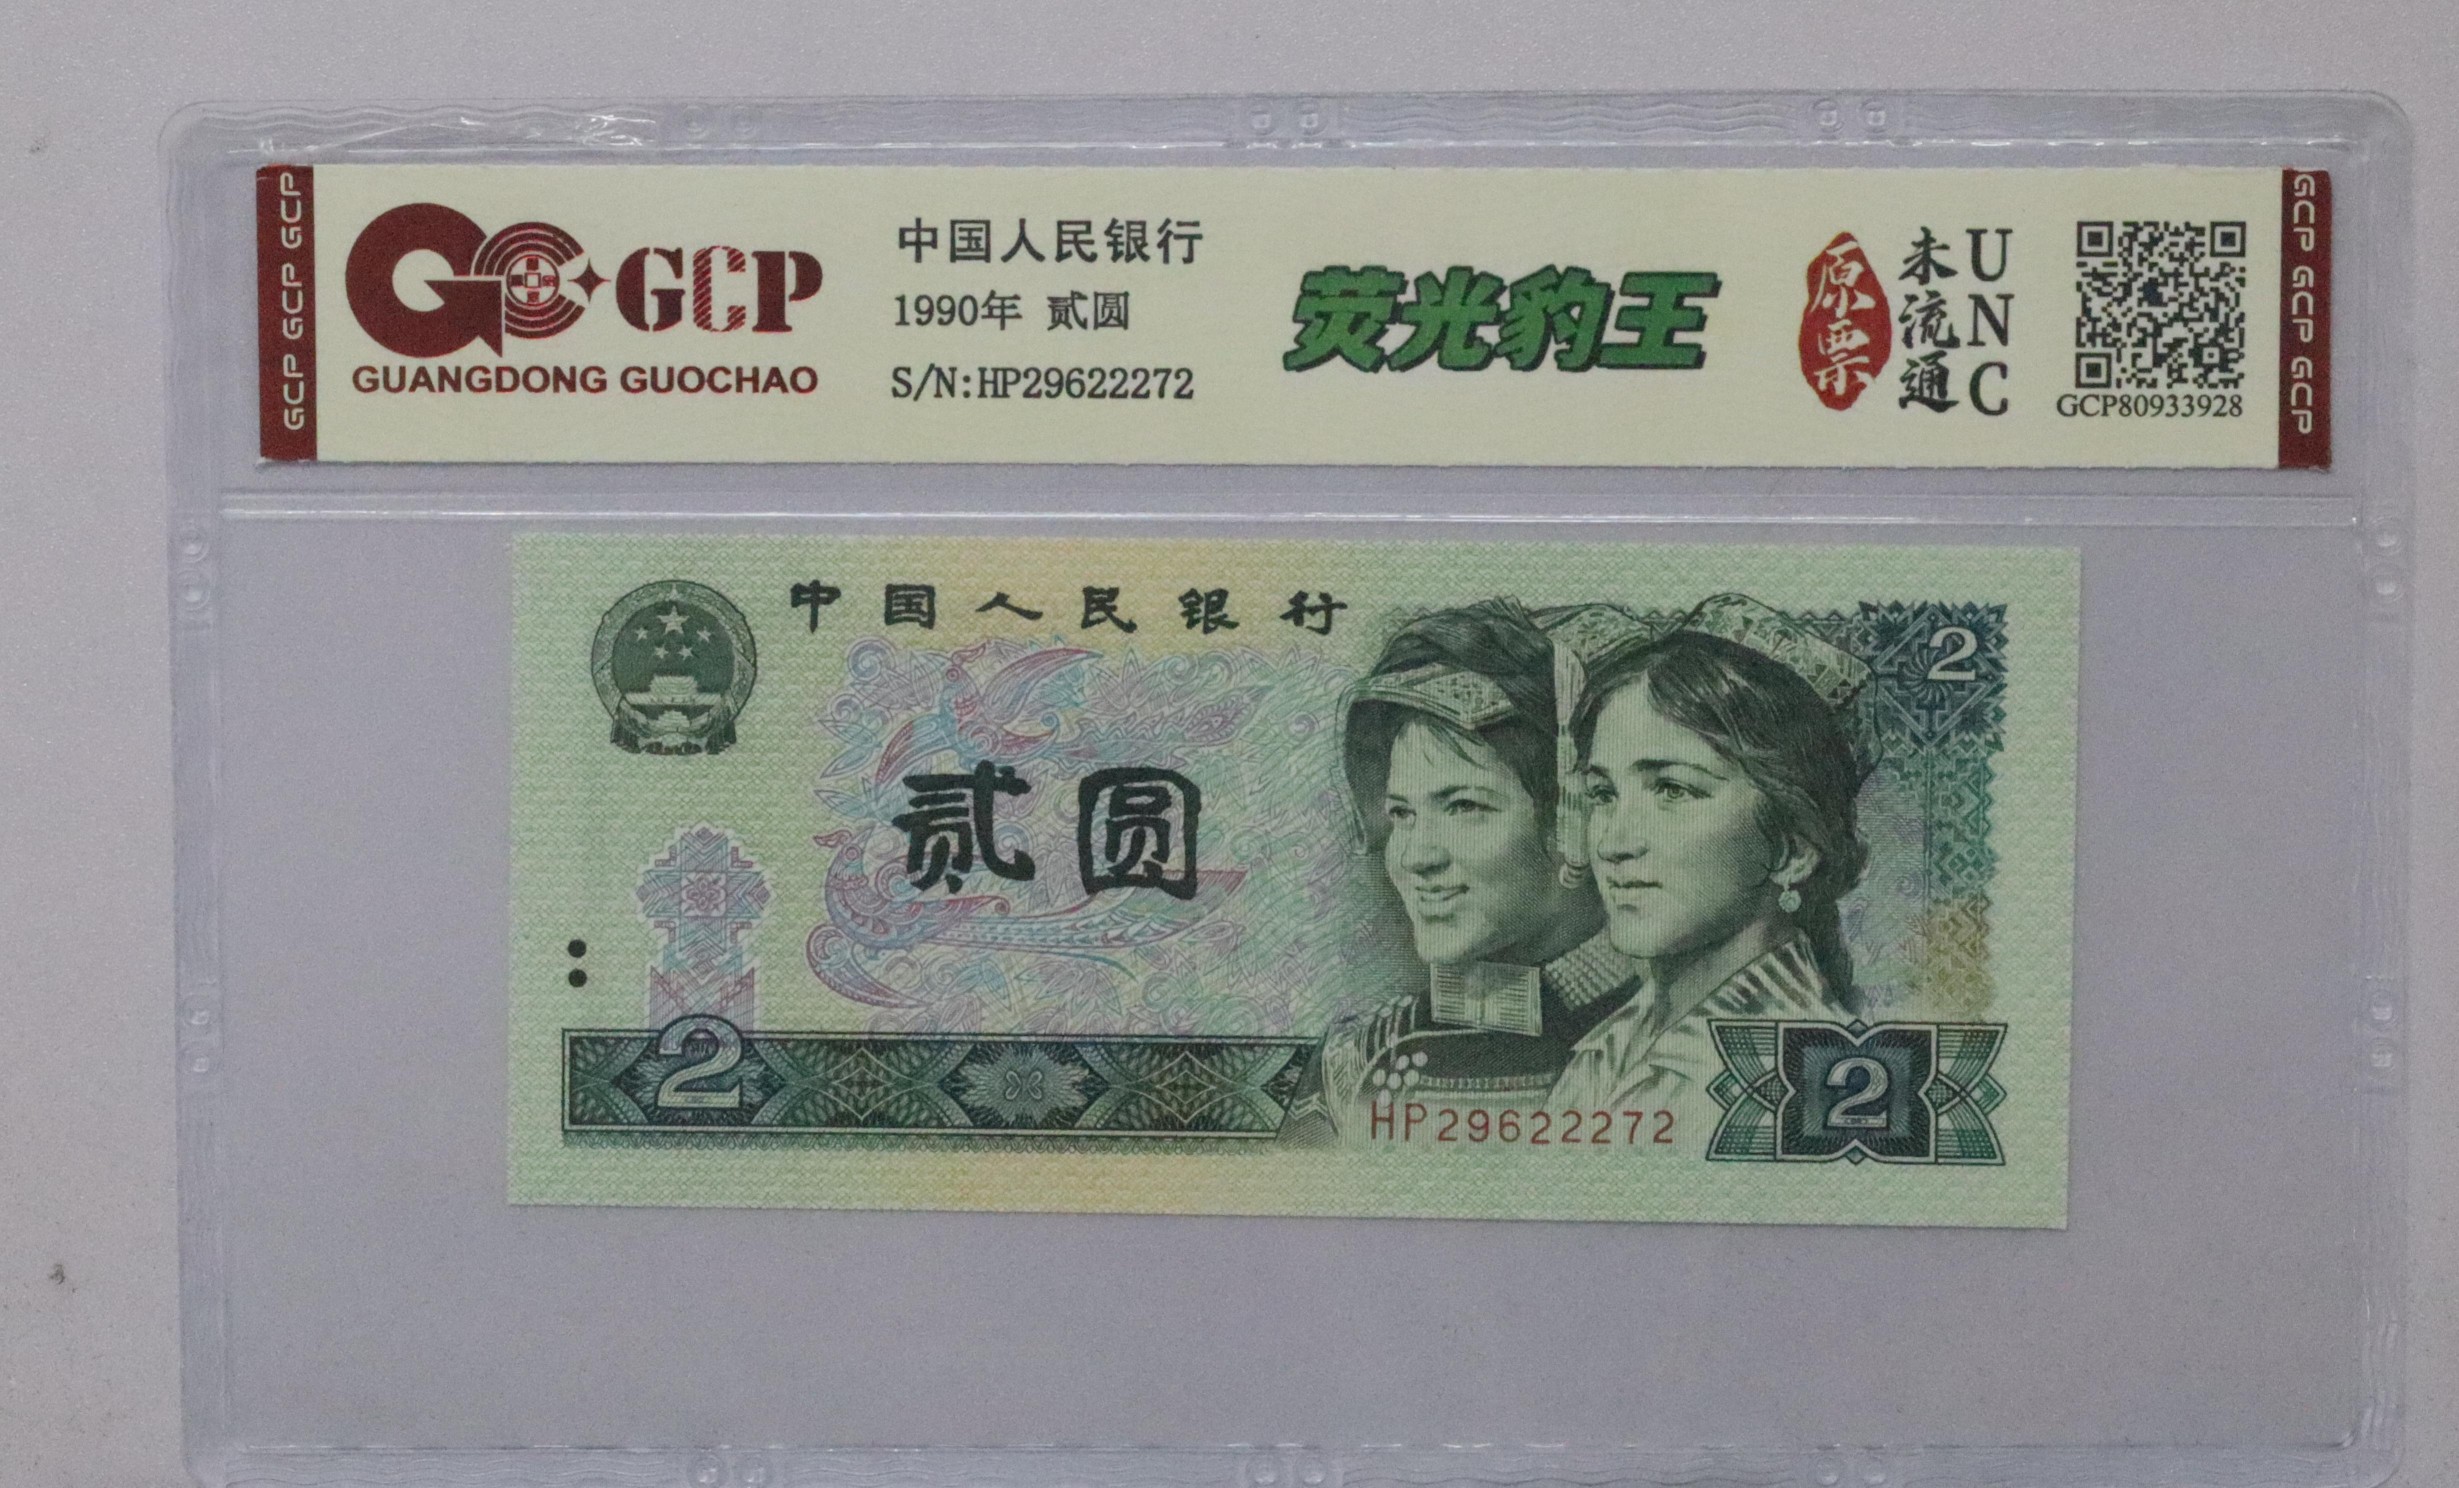 GCP GCP GCP
GCP
GUANGDONG GUOCHAO
中国人民银行
1990年 贰圆
S/N:HP29622272
荧光豹王
原票
未流通
UNC
GCP80933928
GCP GCP GCP
中国人民银行
2
贰圆
2
HP29622272
2